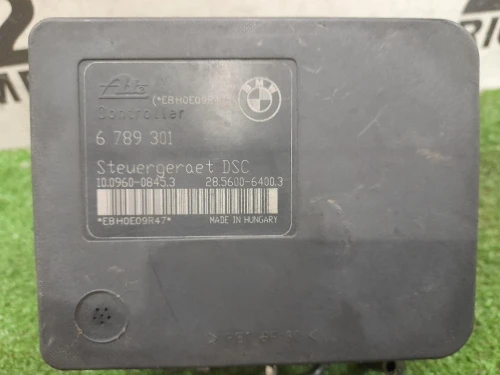 Ate
(*EBH0E09R47*)
BMW
Controller
6 789 301
Steuergeraet DSC
10.0960-0845.3 28.5600-6400.3
*EBH0E09R47*
MADE IN HUNGARY